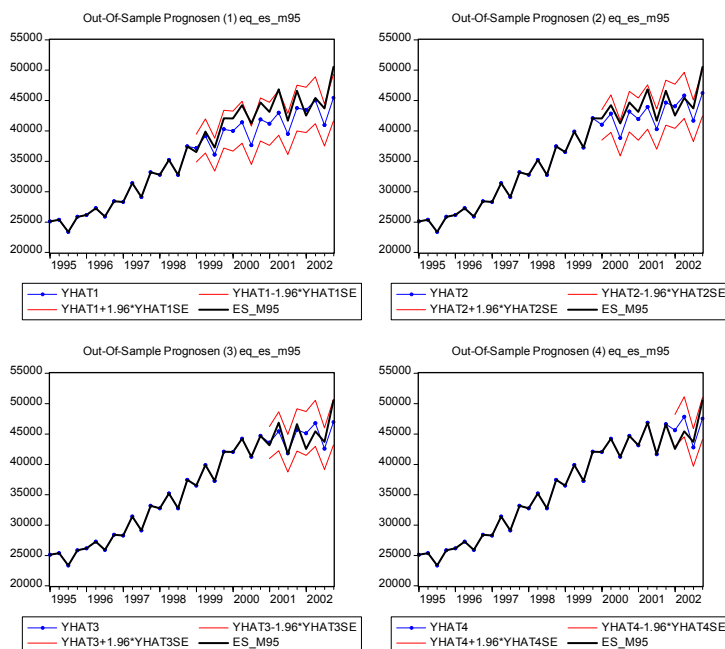 Out-Of-Sample Prognosen (1) eq_es_m95
55000
50000
45000
40000
35000
30000
25000
20000
1995 1996 1997 1998 1999 2000 2001 2002
YHAT1 YHAT1-1.96*YHAT1SE
YHAT1+1.96*YHAT1SE ES_M95
Out-Of-Sample Prognosen (2) eq_es_m95
55000
50000
45000
40000
35000
30000
25000
20000
1995 1996 1997 1998 1999 2000 2001 2002
YHAT2 YHAT2-1.96*YHAT2SE
YHAT2+1.96*YHAT2SE ES_M95
Out-Of-Sample Prognosen (3) eq_es_m95
55000
50000
45000
40000
35000
30000
25000
20000
1995 1996 1997 1998 1999 2000 2001 2002
YHAT3 YHAT3-1.96*YHAT3SE
YHAT3+1.96*YHAT3SE ES_M95
Out-Of-Sample Prognosen (4) eq_es_m95
55000
50000
45000
40000
35000
30000
25000
20000
1995 1996 1997 1998 1999 2000 2001 2002
YHAT4 YHAT4-1.96*YHAT4SE
YHAT4+1.96*YHAT4SE ES_M95